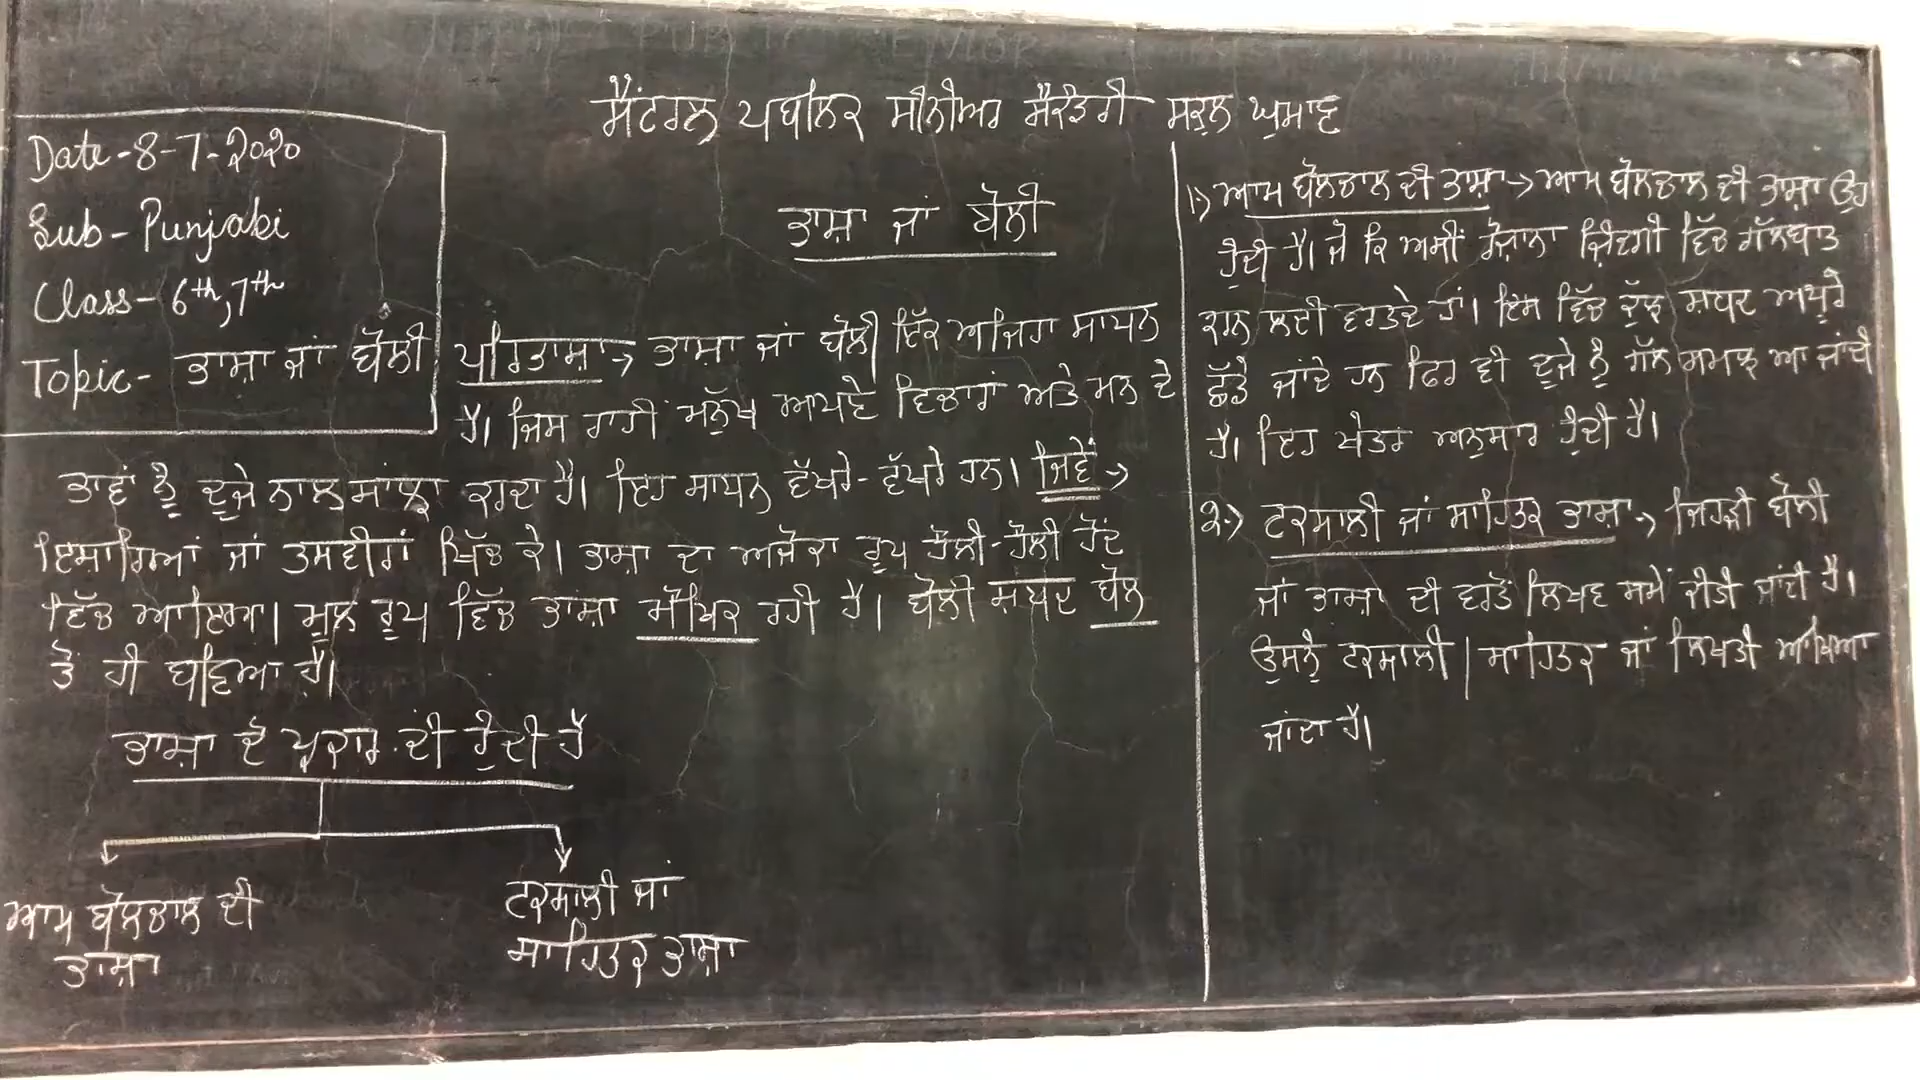 ਸੈਂਟਰਲ ਪਬਲਿਕ ਸੀਨੀਅਰ ਸੈਕੰਡਰੀ ਸਕੂਲ ਘੁਮਾਣ
Date-8-7-2020
Sub-Punjabi
Class-6th,7th
Topic- ਭਾਸ਼ਾ ਜਾਂ ਬੋਲੀ
ਭਾਸ਼ਾ ਜਾਂ ਬੋਲੀ
ਪਰਿਭਾਸ਼ਾ→ ਭਾਸ਼ਾ ਜਾਂ ਬੋਲੀ ਇੱਕ ਅਜਿਹਾ ਸਾਧਨ
ਹੈ। ਜਿਸ ਰਾਹੀਂ ਮਨੁੱਖ ਆਪਣੇ ਵਿਚਾਰਾਂ ਅਤੇ ਮਨ ਦੇ
ਭਾਵਾਂ ਨੂੰ ਦੂਜੇ ਨਾਲ ਸਾਂਝਾ ਕਰਦਾ ਹੈ। ਇਹ ਸਾਧਨ ਵੱਖਰੇ-ਵੱਖਰੇ ਹਨ। ਜਿਵੇਂ→
ਇਸ਼ਾਰਿਆਂ ਜਾਂ ਤਸਵੀਰਾਂ ਖਿੱਚ ਕੇ। ਭਾਸ਼ਾ ਦਾ ਅਜੋਕਾ ਰੂਪ ਹੌਲੀ-ਹੌਲੀ ਹੋਂਦ
ਵਿੱਚ ਆਇਆ। ਮੂਲ ਰੂਪ ਵਿੱਚ ਭਾਸ਼ਾ ਮੌਖਿਕ ਰਹੀ ਹੈ। ਬੋਲੀ ਸ਼ਬਦ ਬੋਲ
ਤੋਂ ਹੀ ਬਣਿਆ ਹੈ।
ਭਾਸ਼ਾ ਦੋ ਪ੍ਰਕਾਰ ਦੀ ਹੁੰਦੀ ਹੈ
ਆਮ ਬੋਲਚਾਲ ਦੀ
ਭਾਸ਼ਾ
ਟਕਸਾਲੀ ਜਾਂ
ਸਾਹਿਤਕ ਭਾਸ਼ਾ
1.→ ਆਮ ਬੋਲਚਾਲ ਦੀ ਭਾਸ਼ਾ→ਆਮ ਬੋਲਚਾਲ ਦੀ ਭਾਸ਼ਾ ਉਹ
ਹੁੰਦੀ ਹੈ। ਜੋ ਕਿ ਅਸੀਂ ਰੋਜ਼ਾਨਾ ਜ਼ਿੰਦਗੀ ਵਿੱਚ ਗੱਲਬਾਤ
ਕਰਨ ਲਈ ਵਰਤਦੇ ਹਾਂ। ਇਸ ਵਿੱਚ ਕੁੱਝ ਸ਼ਬਦ ਅਧੂਰੇ
ਛੱਡੇ ਜਾਂਦੇ ਹਨ ਫਿਰ ਵੀ ਦੂਜੇ ਨੂੰ ਗੱਲ ਸਮਝ ਆ ਜਾਂਦੀ
ਹੈ। ਇਹ ਖੇਤਰ ਅਨੁਸਾਰ ਹੁੰਦੀ ਹੈ।
2.→ ਟਕਸਾਲੀ ਜਾਂ ਸਾਹਿਤਕ ਭਾਸ਼ਾ→ ਜਿਹੜੀ ਬੋਲੀ
ਜਾਂ ਭਾਸ਼ਾ ਦੀ ਵਰਤੋਂ ਲਿਖਣ ਸਮੇਂ ਕੀਤੀ ਜਾਂਦੀ ਹੈ।
ਉਸਨੂੰ ਟਕਸਾਲੀ|ਸਾਹਿਤਕ ਜਾਂ ਲਿਖਤੀ ਆਖਿਆ
ਜਾਂਦਾ ਹੈ।